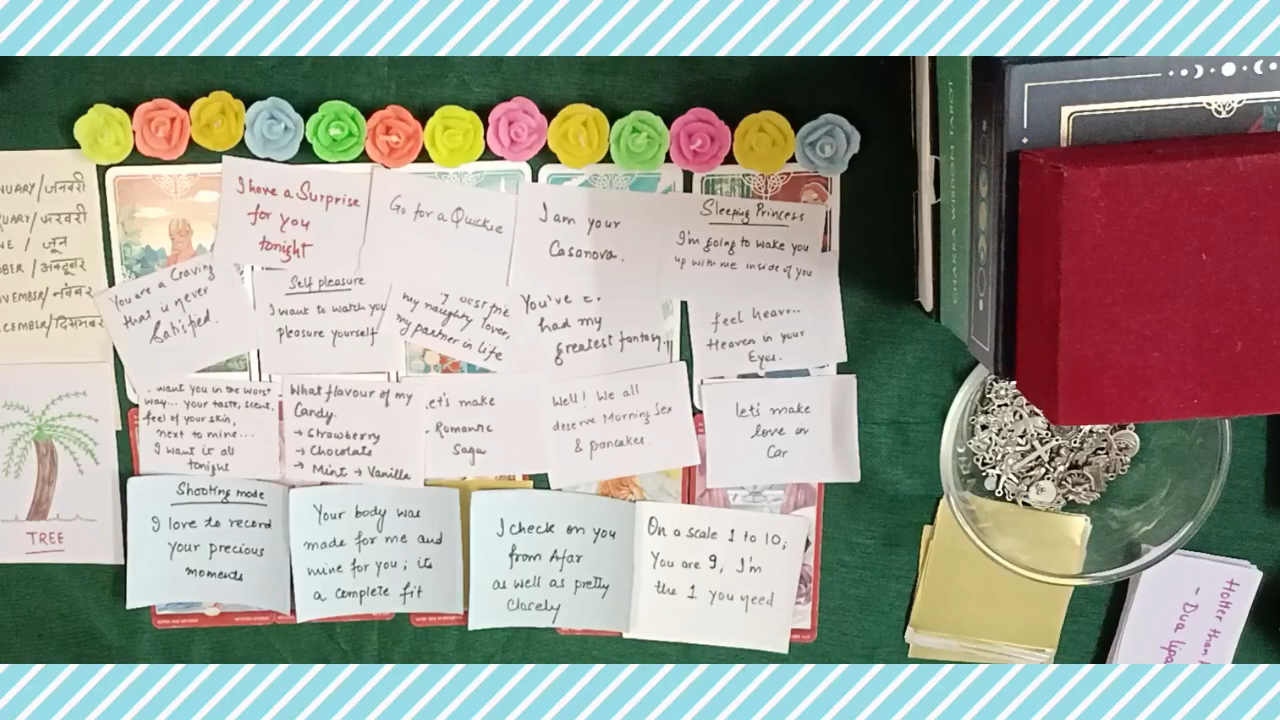 NUARY/जनवरी
UARY/फरवरी
NE / जून
OBER/अक्टूबर
OVEMBER/नवंबर
CEMBER/दिसम्बर
TREE
I have a Surprise
for you
tonight
Go for a Quickie
I am your
Casanova.
Sleeping Princess
I'm going to wake you
up with me inside of you
You are a Craving
that is never
Satisfied.
Self pleasure
I want to watch you
pleasure yourself
my naughty lover,
my partner in life
You've
had my
greatest fantasy.
feel
Heaven in your
Eyes.
want you in the worst
way... Your taste, scent,
feel of your skin,
next to mine...
I want it all
tonight
What flavour of my
Candy.
→ Strawberry
→ Chocolate
→ Mint → Vanilla
et's make
Romantic
Saga
Well! We all
deserve Morning Sex
& pancakes.
let's make
love in
Car
Shooting mode
I love to record
your precious
moments
Your body was
made for me and
mine for you; its
a complete fit
I check on you
from Afar
as well as pretty
Closely
On a scale 1 to 10;
You are 9, I'm
the 1 you need.
CHAKRA WISDOM TAROT
Hotter than
- Dua lipa